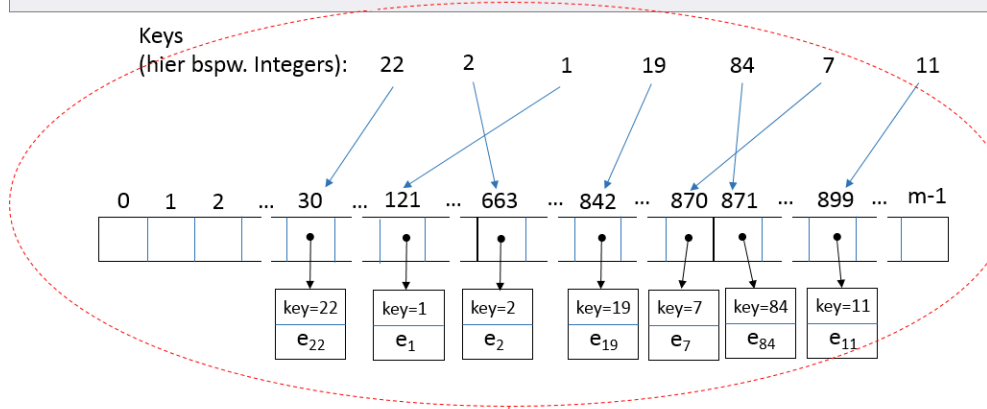 Keys
(hier bspw. Integers): 22 2 1 19 84 7 11
0 1 2 ... 30 ... 121 ... 663 ... 842 ... 870 871 ... 899 ... m-1
key=22 key=1 key=2 key=19 key=7 key=84 key=11
e22 e1 e2 e19 e7 e84 e11